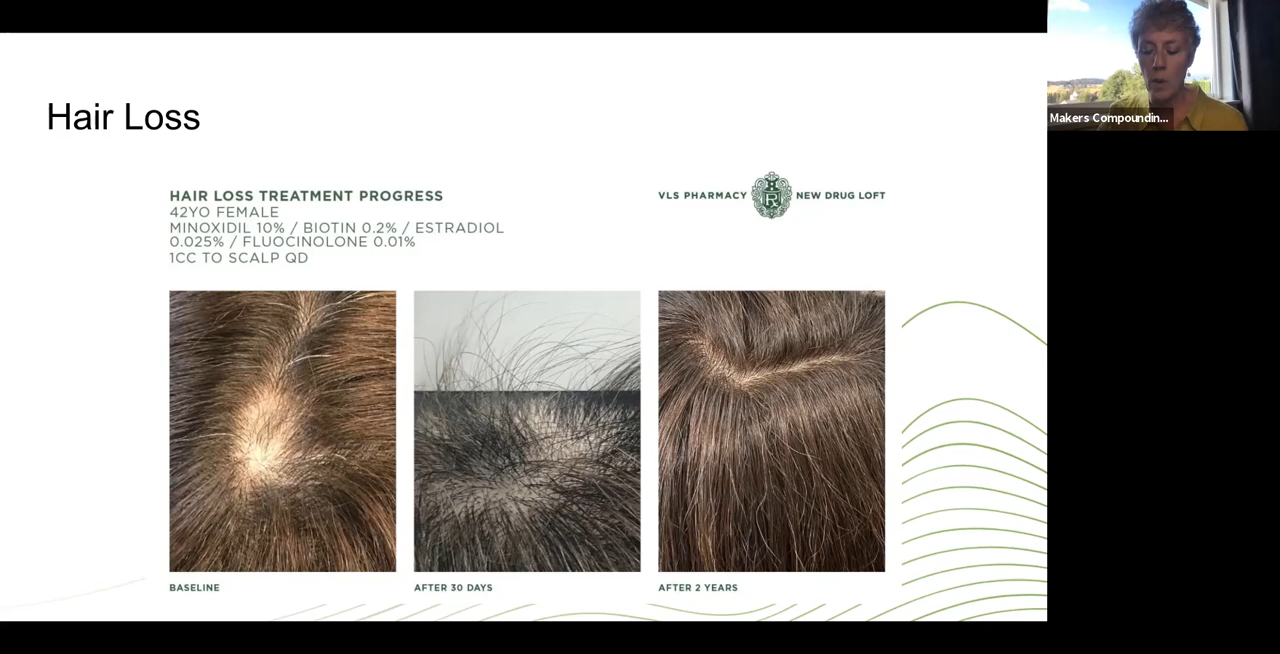 Hair Loss
HAIR LOSS TREATMENT PROGRESS
42YO FEMALE
MINOXIDIL 10% / BIOTIN 0.2% / ESTRADIOL
0.025% / FLUOCINOLONE 0.01%
1CC TO SCALP QD
VLS PHARMACY NEW DRUG LOFT
BASELINE
AFTER 30 DAYS
AFTER 2 YEARS
Makers Compoundin...